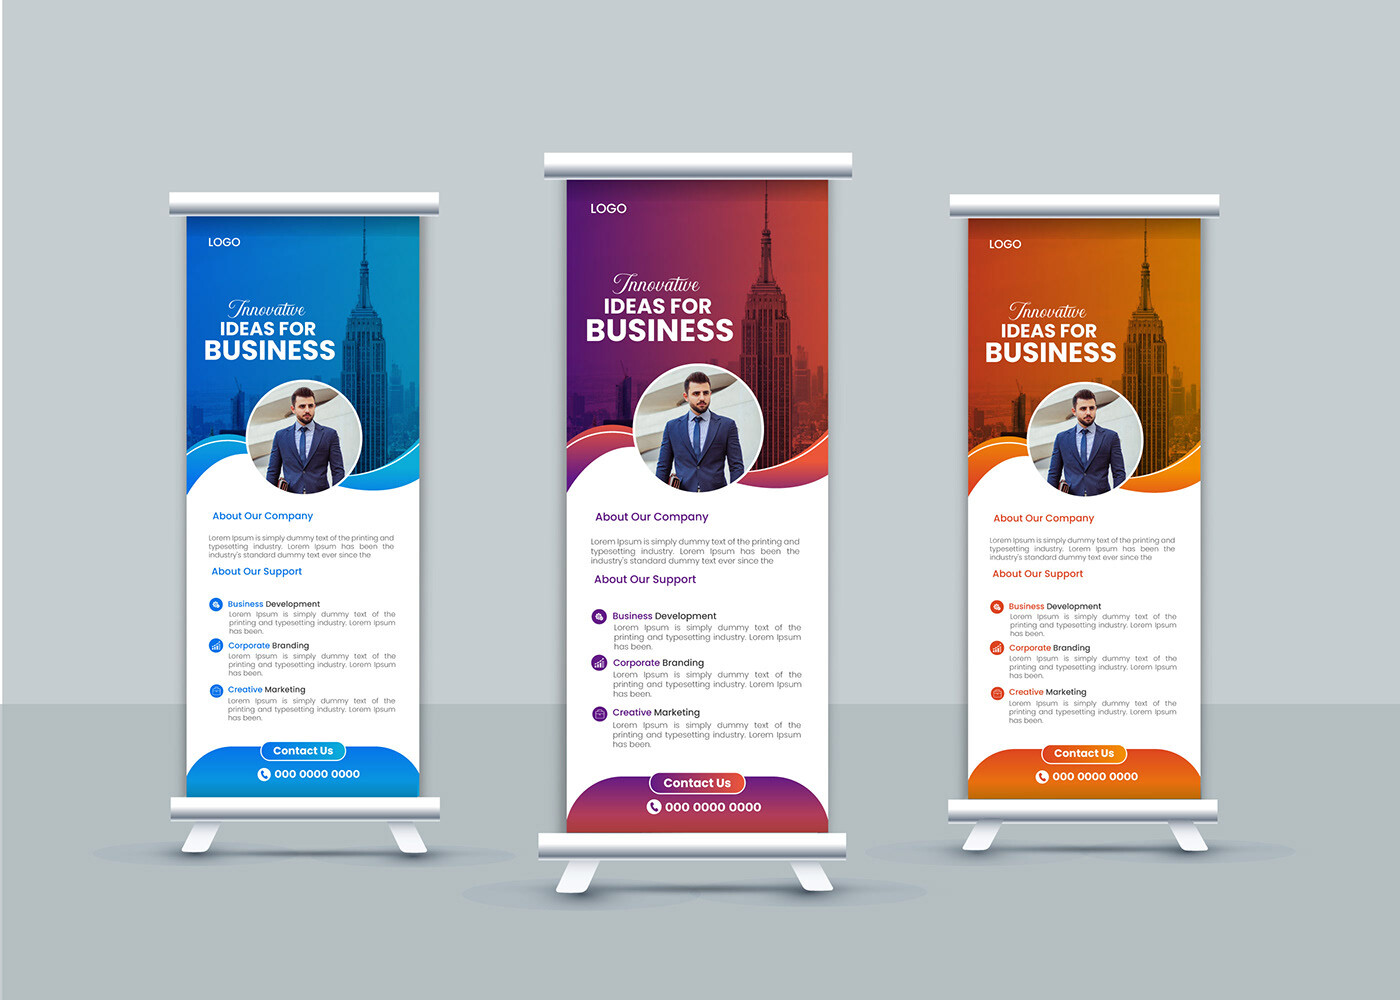 LOGO
Innovative
IDEAS FOR
BUSINESS
About Our Company
Lorem Ipsum is simply dummy text of the printing and
typesetting industry. Lorem Ipsum has been the
industry's standard dummy text ever since the
About Our Support
Business Development
Lorem Ipsum is simply dummy text of the
printing and typesetting industry. Lorem Ipsum
has been.
Corporate Branding
Lorem Ipsum is simply dummy text of the
printing and typesetting industry. Lorem Ipsum
has been.
Creative Marketing
Lorem Ipsum is simply dummy text of the
printing and typesetting industry. Lorem Ipsum
has been.
Contact Us
000 0000 0000
LOGO
Innovative
IDEAS FOR
BUSINESS
About Our Company
Lorem Ipsum is simply dummy text of the printing and
typesetting industry. Lorem Ipsum has been the
industry's standard dummy text ever since the
About Our Support
Business Development
Lorem Ipsum is simply dummy text of the
printing and typesetting industry. Lorem Ipsum
has been.
Corporate Branding
Lorem Ipsum is simply dummy text of the
printing and typesetting industry. Lorem Ipsum
has been.
Creative Marketing
Lorem Ipsum is simply dummy text of the
printing and typesetting industry. Lorem Ipsum
has been.
Contact Us
000 0000 0000
LOGO
Innovative
IDEAS FOR
BUSINESS
About Our Company
Lorem Ipsum is simply dummy text of the printing and
typesetting industry. Lorem Ipsum has been the
industry's standard dummy text ever since the
About Our Support
Business Development
Lorem Ipsum is simply dummy text of the
printing and typesetting industry. Lorem Ipsum
has been.
Corporate Branding
Lorem Ipsum is simply dummy text of the
printing and typesetting industry. Lorem Ipsum
has been.
Creative Marketing
Lorem Ipsum is simply dummy text of the
printing and typesetting industry. Lorem Ipsum
has been.
Contact Us
000 0000 0000